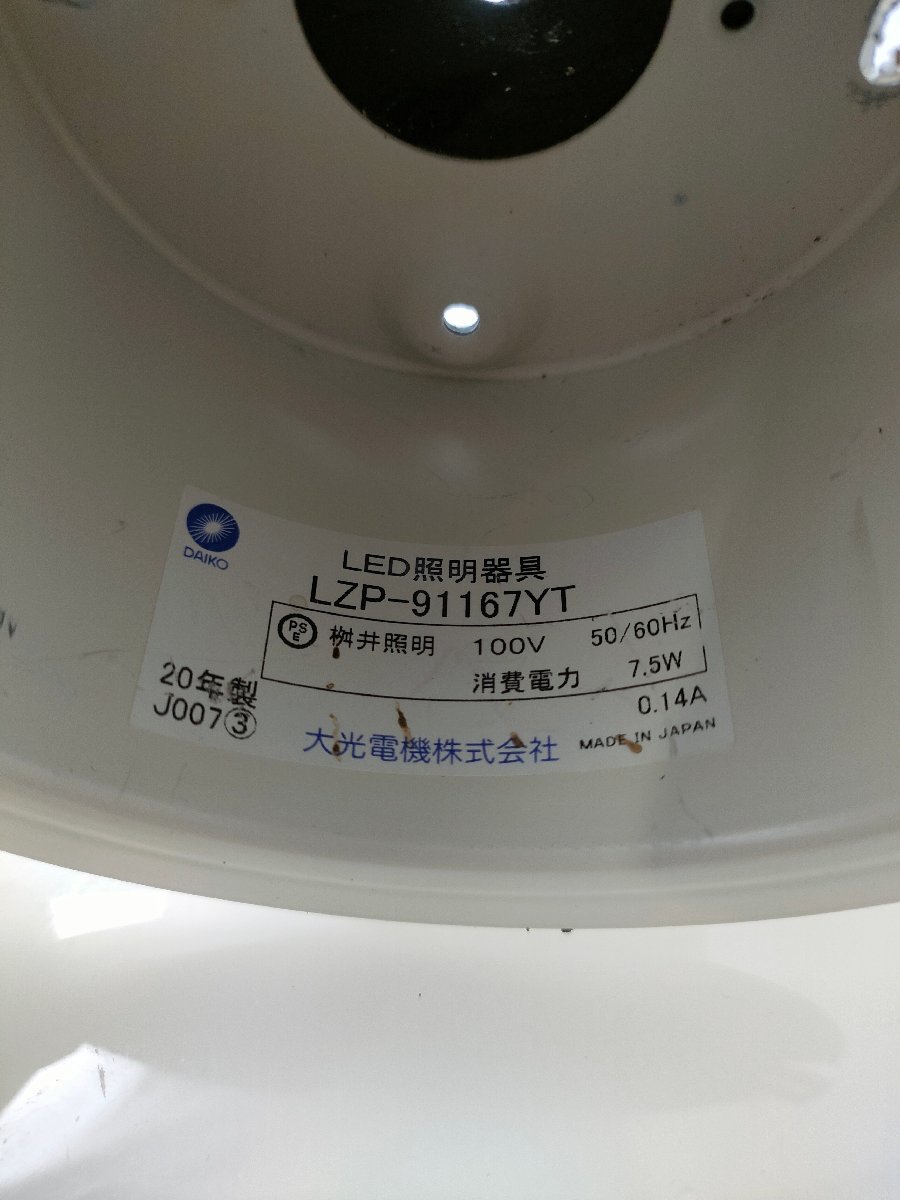 DAIKO
LED照明器具
LZP-91167YT
PSE 桝井照明 100V 50/60Hz
消費電力 7.5W
0.14A
20年製
J007③
大光電機株式会社 MADE IN JAPAN